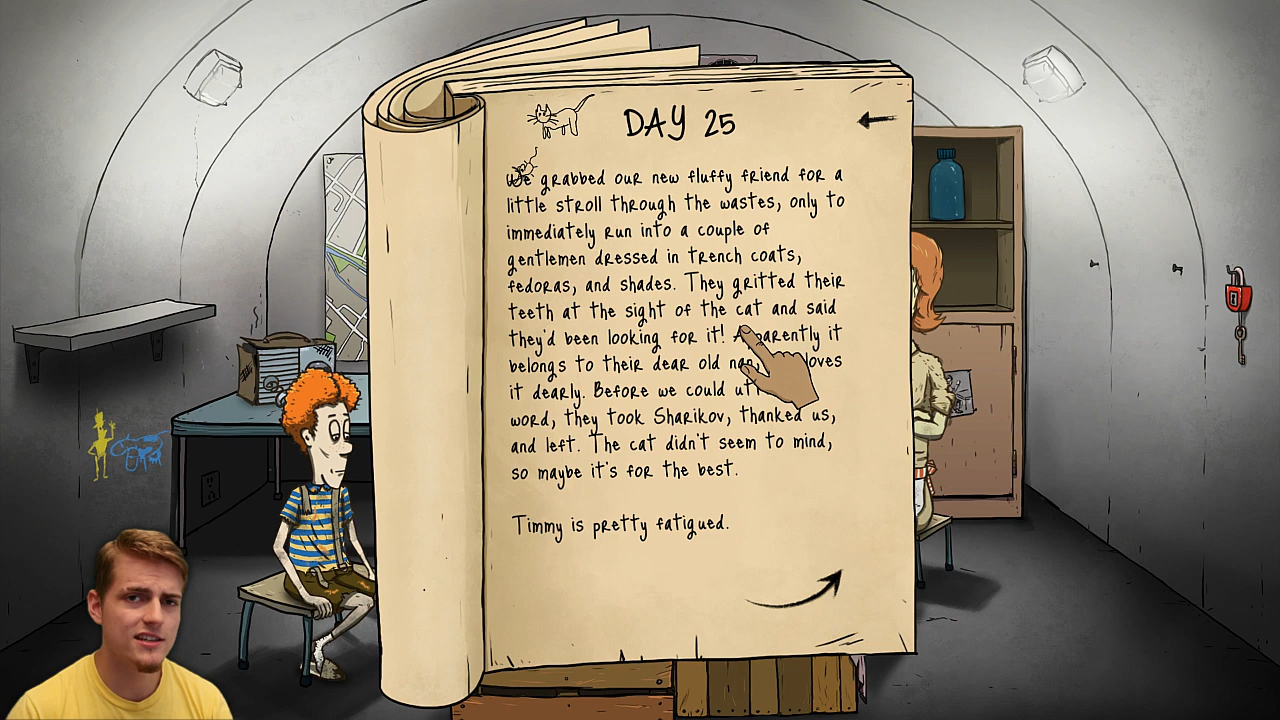 DAY 25
We grabbed our new fluffy friend for a
little stroll through the wastes, only to
immediately run into a couple of
gentlemen dressed in trench coats,
fedoras, and shades. They gritted their
teeth at the sight of the cat and said
they'd been looking for it! Apparently it
belongs to their dear old loves
it dearly. Before we could
word, they took Sharikov, thanked us,
and left. The cat didn't seem to mind,
so maybe it's for the best.
Timmy is pretty fatigued.